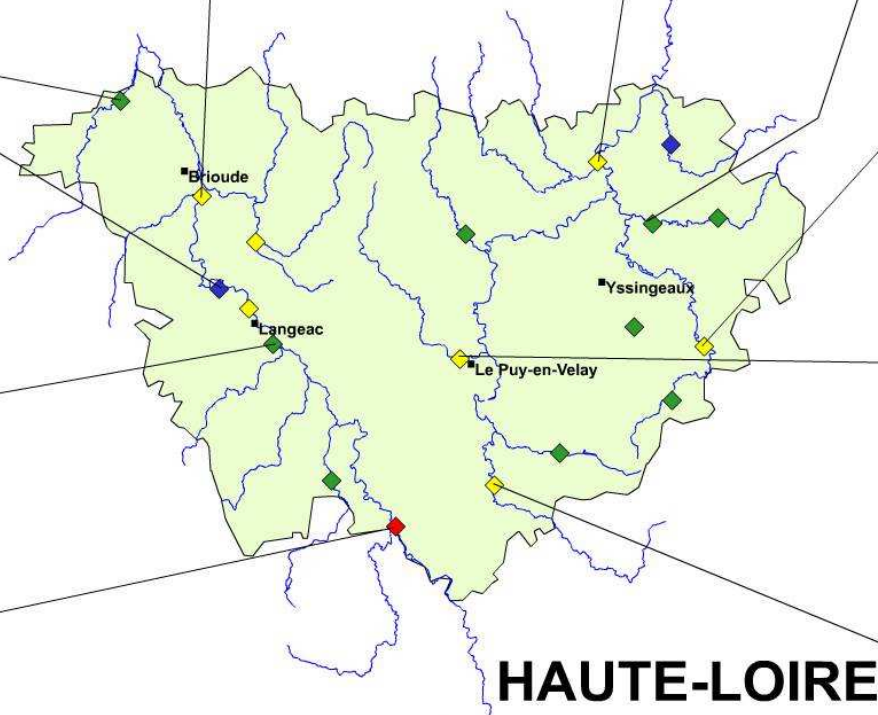 Brioude
Yssingeaux
Langeac
Le Puy-en-Velay
HAUTE-LOIRE